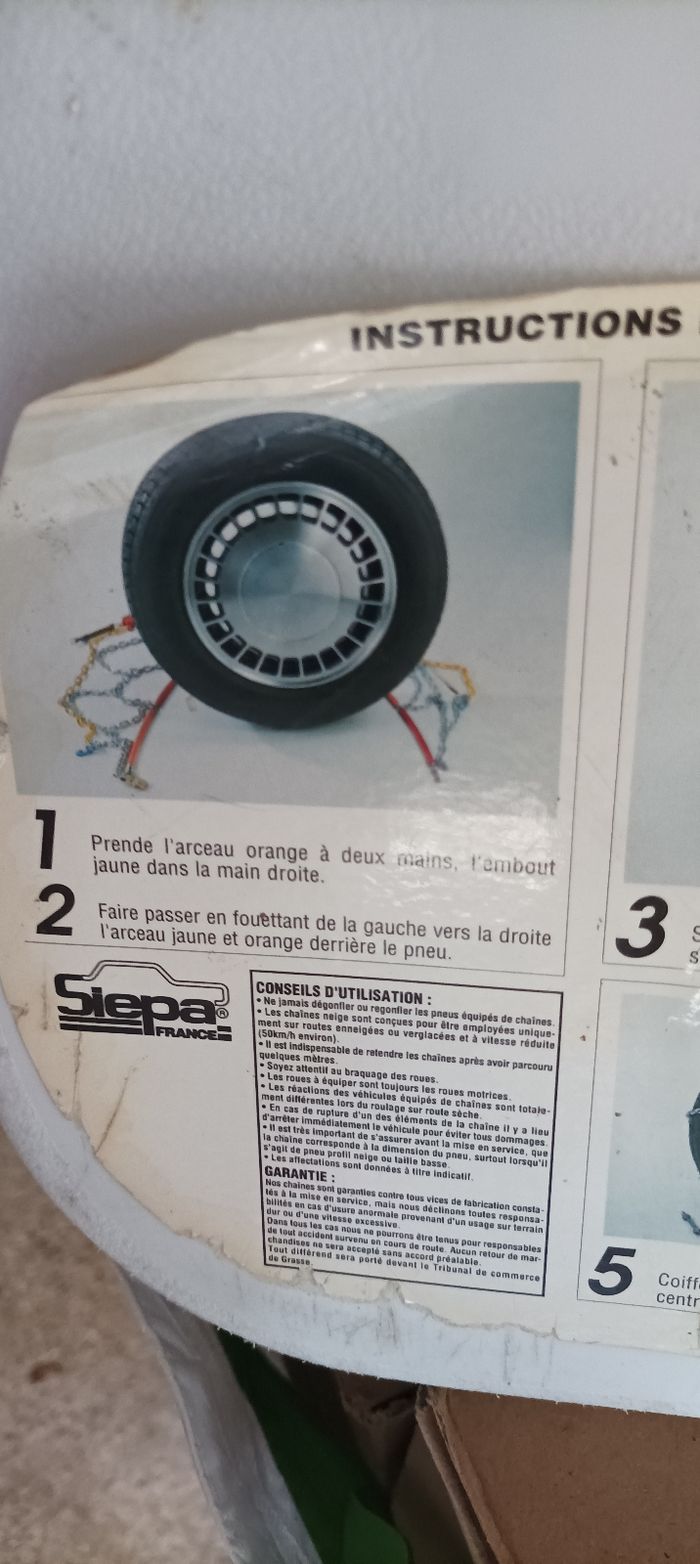 INSTRUCTIONS
1 Prende l'arceau orange à deux mains, l'embout
jaune dans la main droite.
2 Faire passer en fouettant de la gauche vers la droite
l'arceau jaune et orange derrière le pneu.
Siepa®
FRANCE
CONSEILS D'UTILISATION :
• Ne jamais dégonfler ou regonfler les pneus équipés de chaînes.
• Les chaînes neige sont conçues pour être employées unique-
ment sur routes enneigées ou verglacées et à vitesse réduite
(50km/h environ).
• Il est indispensable de retendre les chaînes après avoir parcouru
quelques mètres.
• Soyez attentif au braquage des roues.
• Les roues à équiper sont toujours les roues motrices.
• Les réactions des véhicules équipés de chaînes sont totale-
ment différentes lors du roulage sur route sèche.
• En cas de rupture d'un des éléments de la chaîne il y a lieu
d'arrêter immédiatement le véhicule pour éviter tous dommages.
• Il est très important de s'assurer avant la mise en service, que
la chaîne corresponde à la dimension du pneu, surtout lorsqu'il
s'agit de pneu profil neige ou taille basse.
• Les affectations sont données à titre indicatif.
GARANTIE :
Nos chaînes sont garanties contre tous vices de fabrication consta-
tés à la mise en service, mais nous déclinons toutes responsa-
bilités en cas d'usure anormale provenant d'un usage sur terrain
dur ou d'une vitesse excessive.
Dans tous les cas nous ne pourrons être tenus pour responsables
de tout accident survenu en cours de route. Aucun retour de mar-
chandises ne sera accepté sans accord préalable.
Tout différend sera porté devant le Tribunal de commerce
de Grasse.
3
5 Coiff
centr